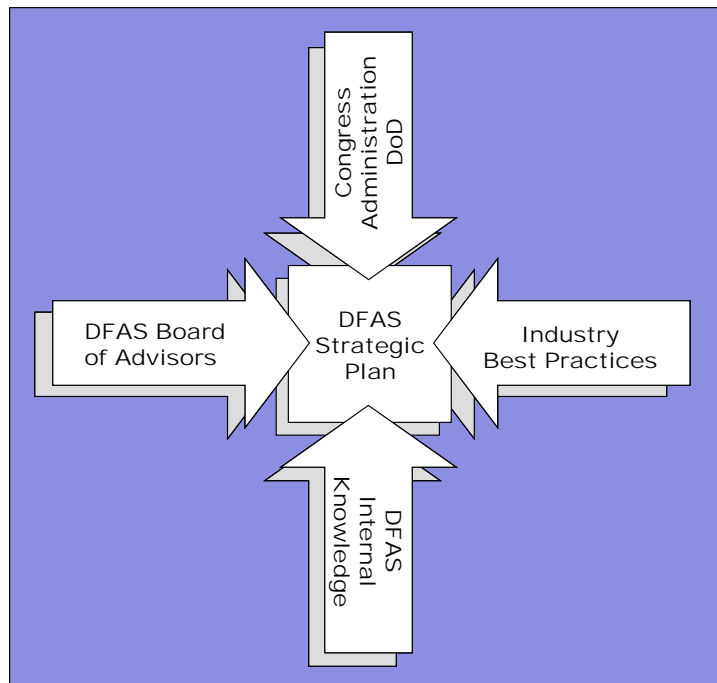 Congress
Administration
DoD
DFAS Board
of Advisors
DFAS
Strategic
Plan
Industry
Best Practices
DFAS
Internal
Knowledge